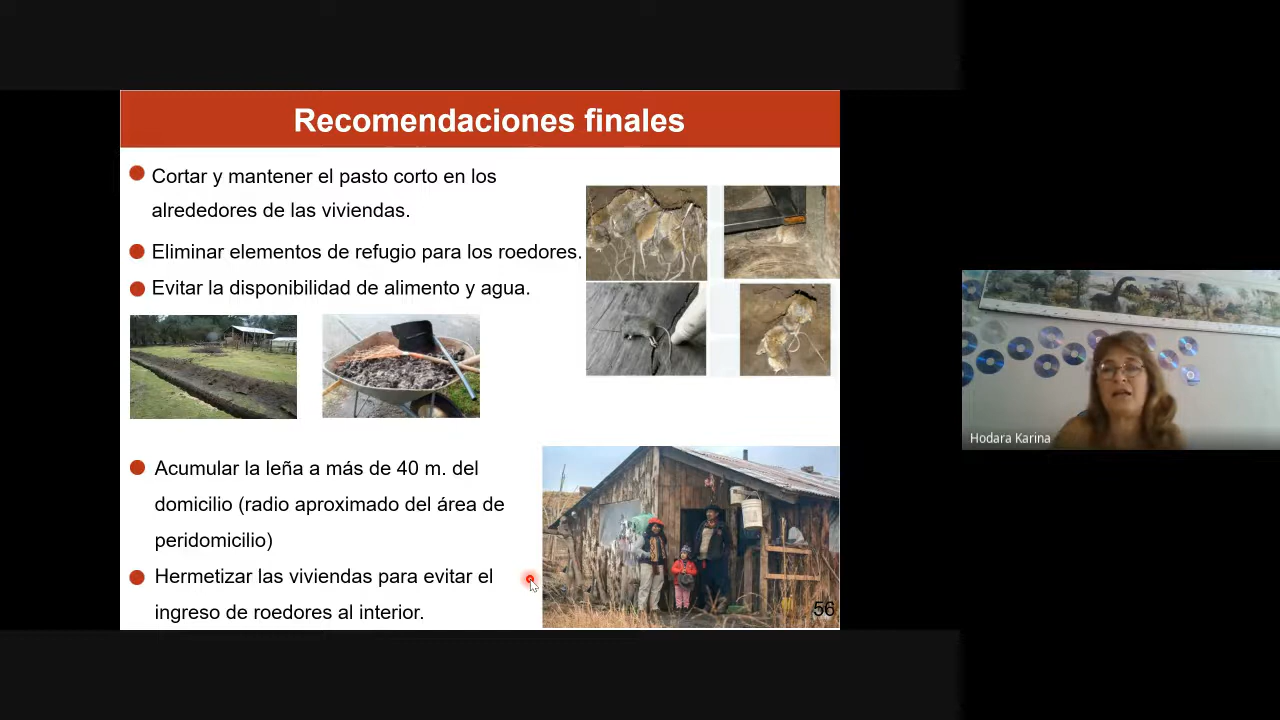 Recomendaciones finales
Cortar y mantener el pasto corto en los
alrededores de las viviendas.
Eliminar elementos de refugio para los roedores.
Evitar la disponibilidad de alimento y agua.
Acumular la leña a más de 40 m. del
domicilio (radio aproximado del área de
peridomicilio)
Hermetizar las viviendas para evitar el
ingreso de roedores al interior.
56
Hodara Karina